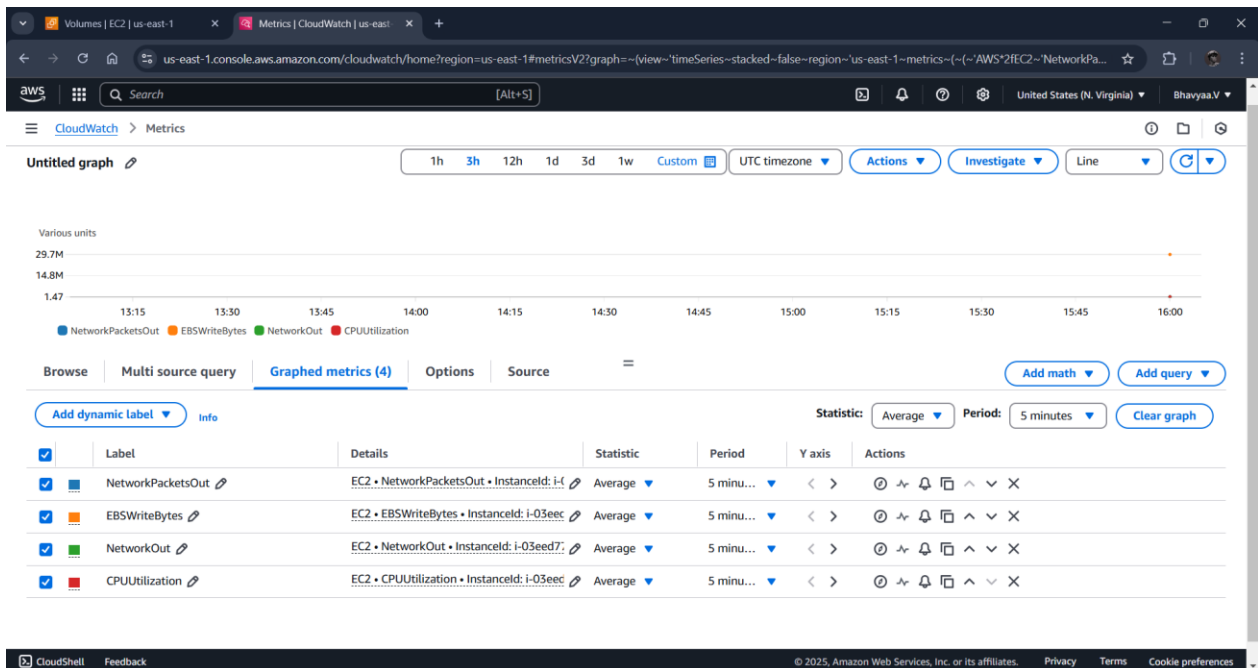 Volumes | EC2 | us-east-1
Metrics | CloudWatch | us-east-
us-east-1.console.aws.amazon.com/cloudwatch/home?region=us-east-1#metricsV2?graph=~(view~'timeSeries~stacked~false~region~'us-east-1~metrics~(~(~'AWS*2fEC2~'NetworkPa...
aws Search [Alt+S] United States (N. Virginia) Bhavyaa.V
CloudWatch > Metrics
Untitled graph 1h 3h 12h 1d 3d 1w Custom UTC timezone Actions Investigate Line
Various units
29.7M
14.8M
1.47
13:15 13:30 13:45 14:00 14:15 14:30 14:45 15:00 15:15 15:30 15:45 16:00
NetworkPacketsOut EBSWriteBytes NetworkOut CPUUtilization
Browse Multi source query Graphed metrics (4) Options Source Add math Add query
Add dynamic label Info Statistic: Average Period: 5 minutes Clear graph
Label Details Statistic Period Y axis Actions
NetworkPacketsOut EC2 • NetworkPacketsOut • InstanceId: i-( Average 5 minu...
EBSWriteBytes EC2 • EBSWriteBytes • InstanceId: i-03eec Average 5 minu...
NetworkOut EC2 • NetworkOut • InstanceId: i-03eed7 Average 5 minu...
CPUUtilization EC2 • CPUUtilization • InstanceId: i-03eed Average 5 minu...
CloudShell Feedback © 2025, Amazon Web Services, Inc. or its affiliates. Privacy Terms Cookie preferences